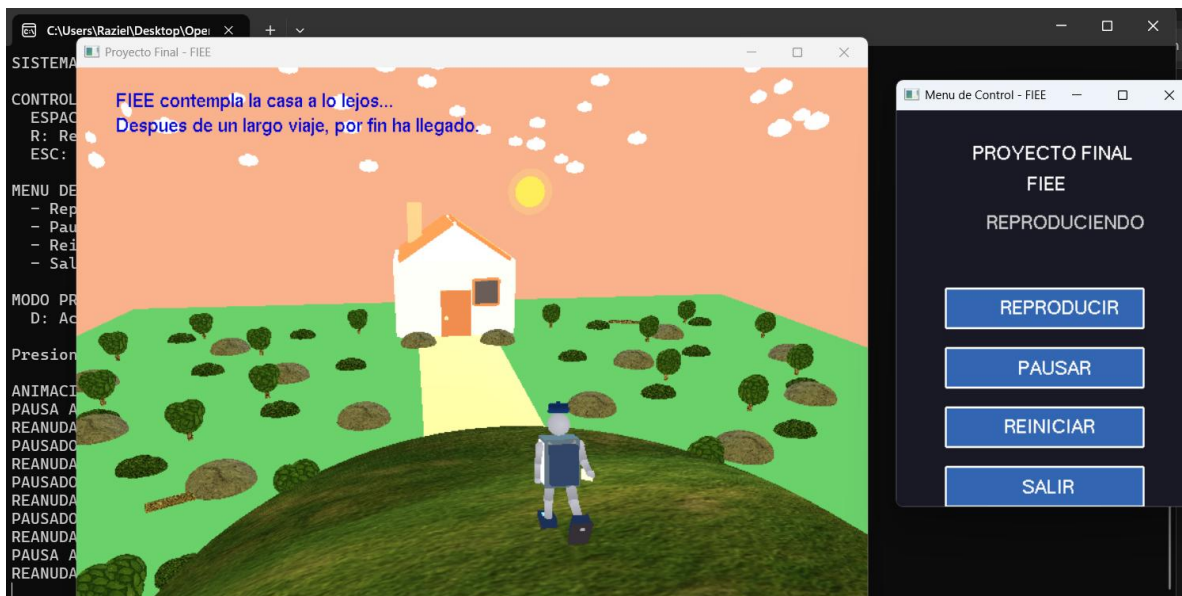 C:\Users\Raziel\Desktop\Ope
Proyecto Final - FIEE
SISTEMA
CONTROL
ESPAC
R: Re
ESC:
MENU DE
- Rep
- Pau
- Rei
- Sal
MODO PR
D: Ac
Presion
ANIMACI
PAUSA A
REANUDA
PAUSADO
REANUDA
PAUSADO
REANUDA
PAUSADO
REANUDA
PAUSA A
REANUDA
FIEE contempla la casa a lo lejos...
Despues de un largo viaje, por fin ha llegado.
Menu de Control - FIEE
PROYECTO FINAL
FIEE
REPRODUCIENDO
REPRODUCIR
PAUSAR
REINICIAR
SALIR